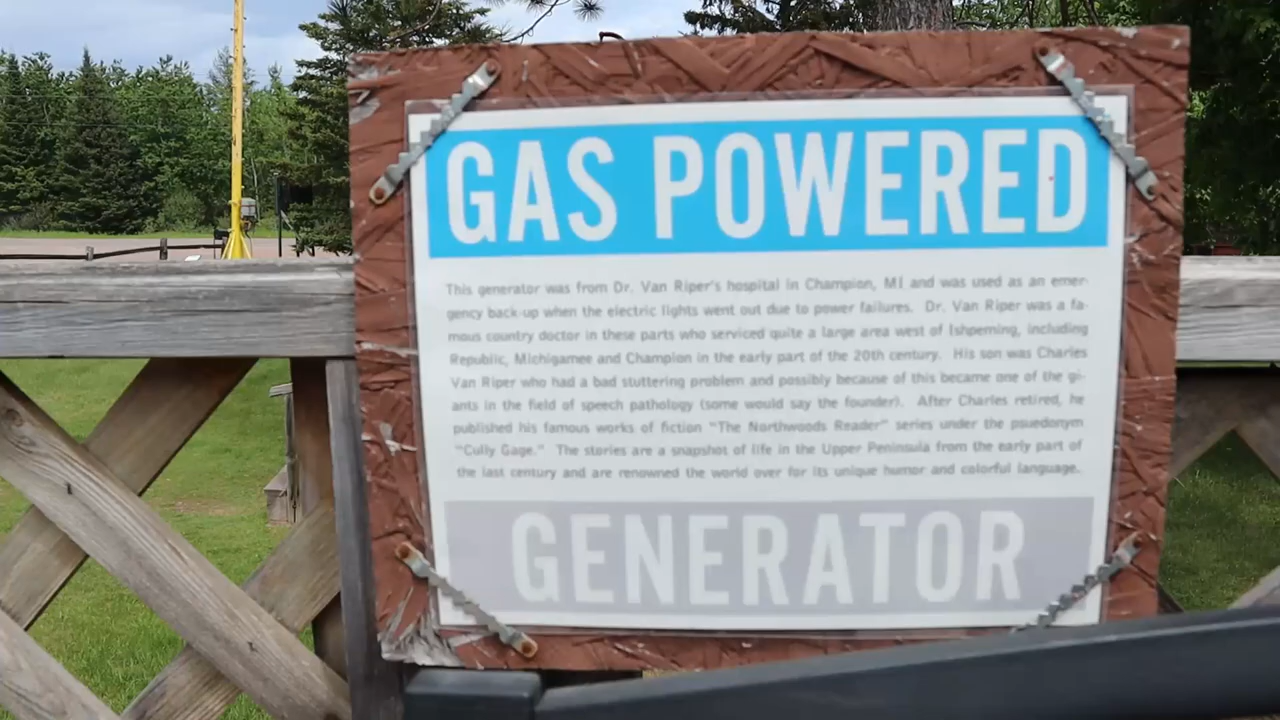 GAS POWERED
This generator was from Dr. Van Riper's hospital in Champion, MI and was used as an emer-
gency back-up when the electric lights went out due to power failures. Dr. Van Riper was a fa-
mous country doctor in these parts who serviced quite a large area west of Ishpeming, including
Republic, Michigamee and Champion in the early part of the 20th century. His son was Charles
Van Riper who had a bad stuttering problem and possibly because of this became one of the gi-
ants in the field of speech pathology (some would say the founder). After Charles retired, he
published his famous works of fiction "The Northwoods Reader" series under the psuedonym
"Cully Gage." The stories are a snapshot of life in the Upper Peninsula from the early part of
the last century and are renowned the world over for its unique humor and colorful language.
GENERATOR